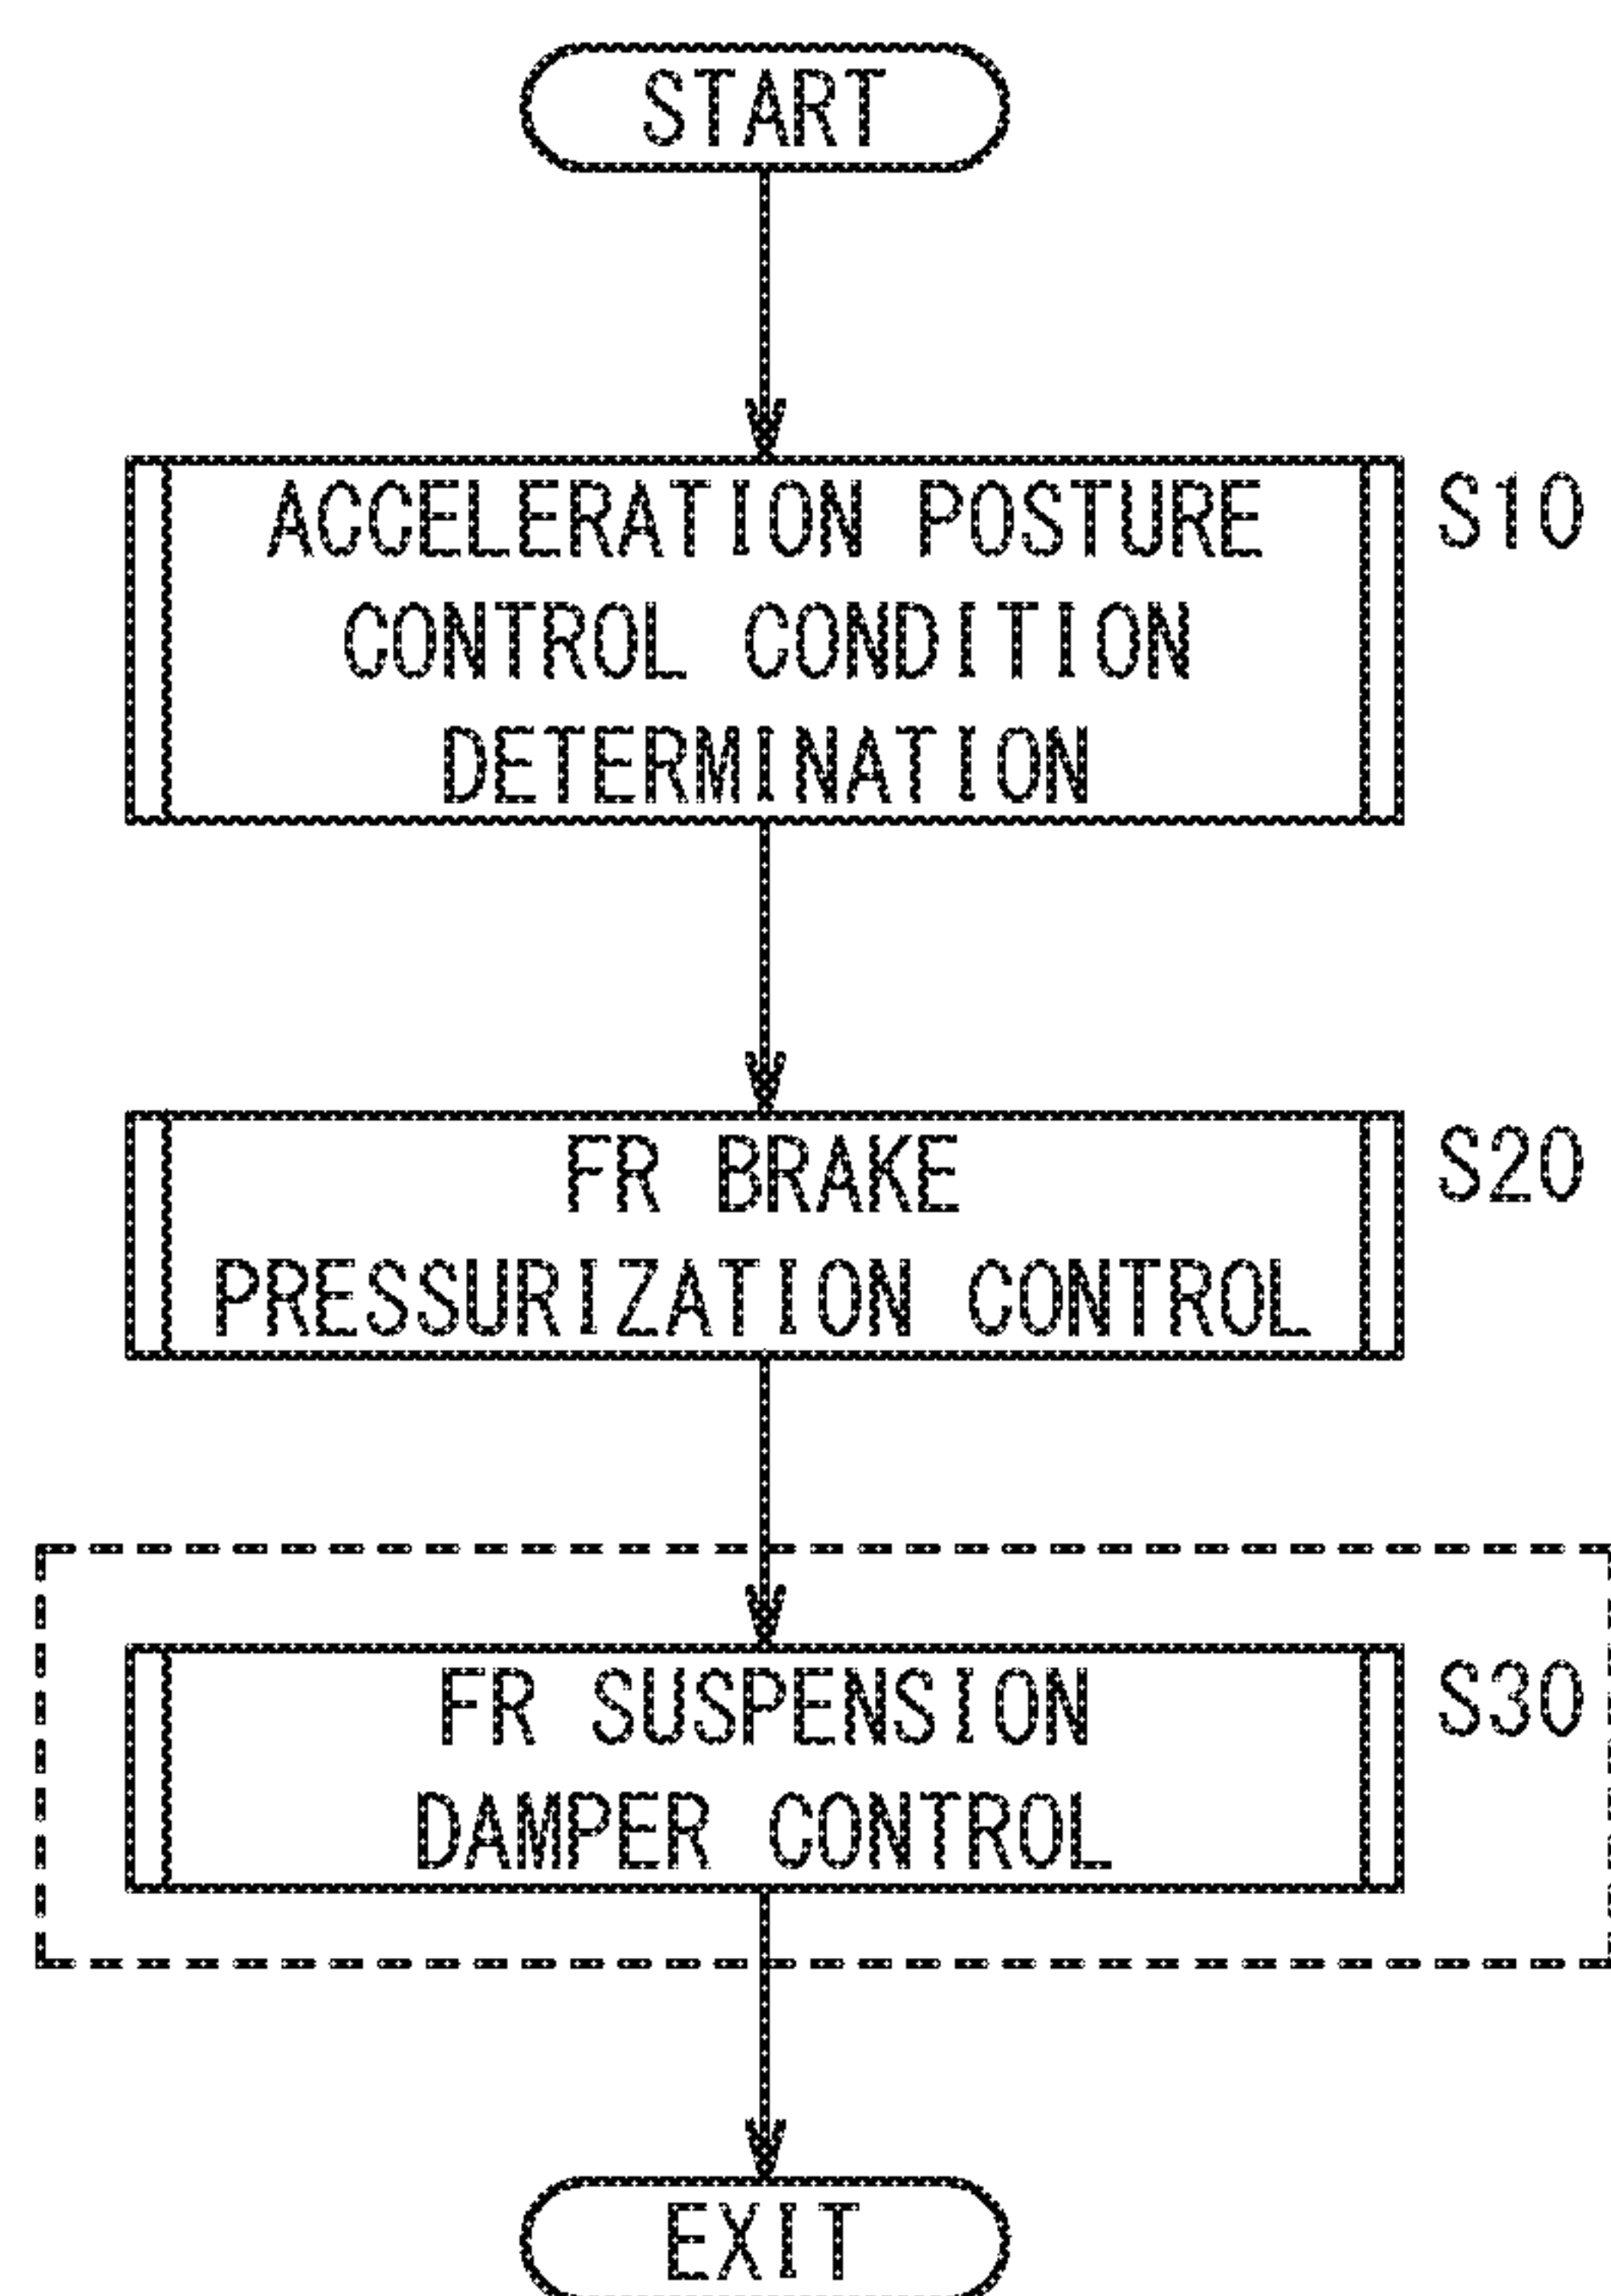 START
ACCELERATION POSTURE
CONTROL CONDITION
DETERMINATION
S10
FR BRAKE
PRESSURIZATION CONTROL
S20
FR SUSPENSION
DAMPER CONTROL
S30
EXIT